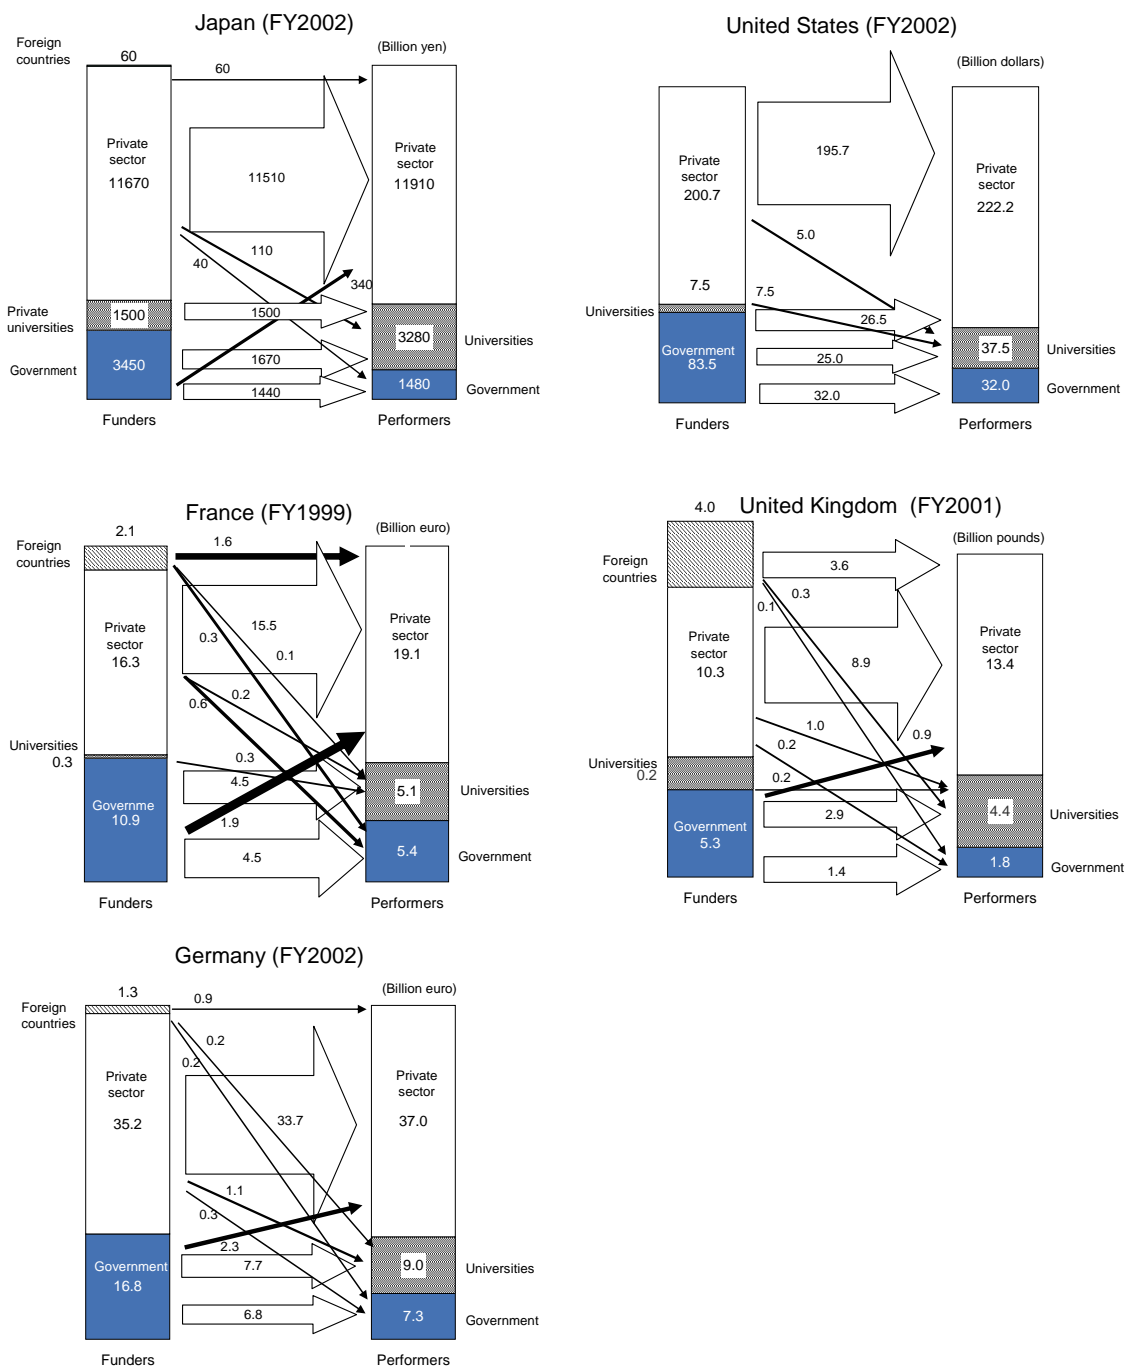 Japan (FY2002)
(Billion yen)
Foreign
countries
60
60
Private
sector
11670
11510
Private
sector
11910
110
40
340
Private
universities
1500
1500
3280
Universities
Government
3450
1670
1440
1480
Government
Funders
Performers
United States (FY2002)
(Billion dollars)
Private
sector
200.7
195.7
Private
sector
222.2
5.0
7.5
7.5
Universities
26.5
Government
83.5
25.0
37.5
Universities
32.0
32.0
Government
Funders
Performers
France (FY1999)
(Billion euro)
2.1
Foreign
countries
1.6
Private
sector
16.3
15.5
0.3
0.1
Private
sector
19.1
0.2
0.6
Universities
0.3
0.3
4.5
5.1
Universities
Governme
10.9
1.9
4.5
5.4
Government
Funders
Performers
United Kingdom (FY2001)
4.0
(Billion pounds)
Foreign
countries
3.6
0.3
0.1
Private
sector
10.3
8.9
Private
sector
13.4
1.0
0.9
0.2
Universities
0.2
0.2
2.9
4.4
Universities
Government
5.3
1.4
1.8
Government
Funders
Performers
Germany (FY2002)
(Billion euro)
1.3
Foreign
countries
0.9
0.2
0.2
Private
sector
35.2
33.7
Private
sector
37.0
1.1
0.3
2.3
Government
16.8
7.7
9.0
Universities
6.8
7.3
Government
Funders
Performers